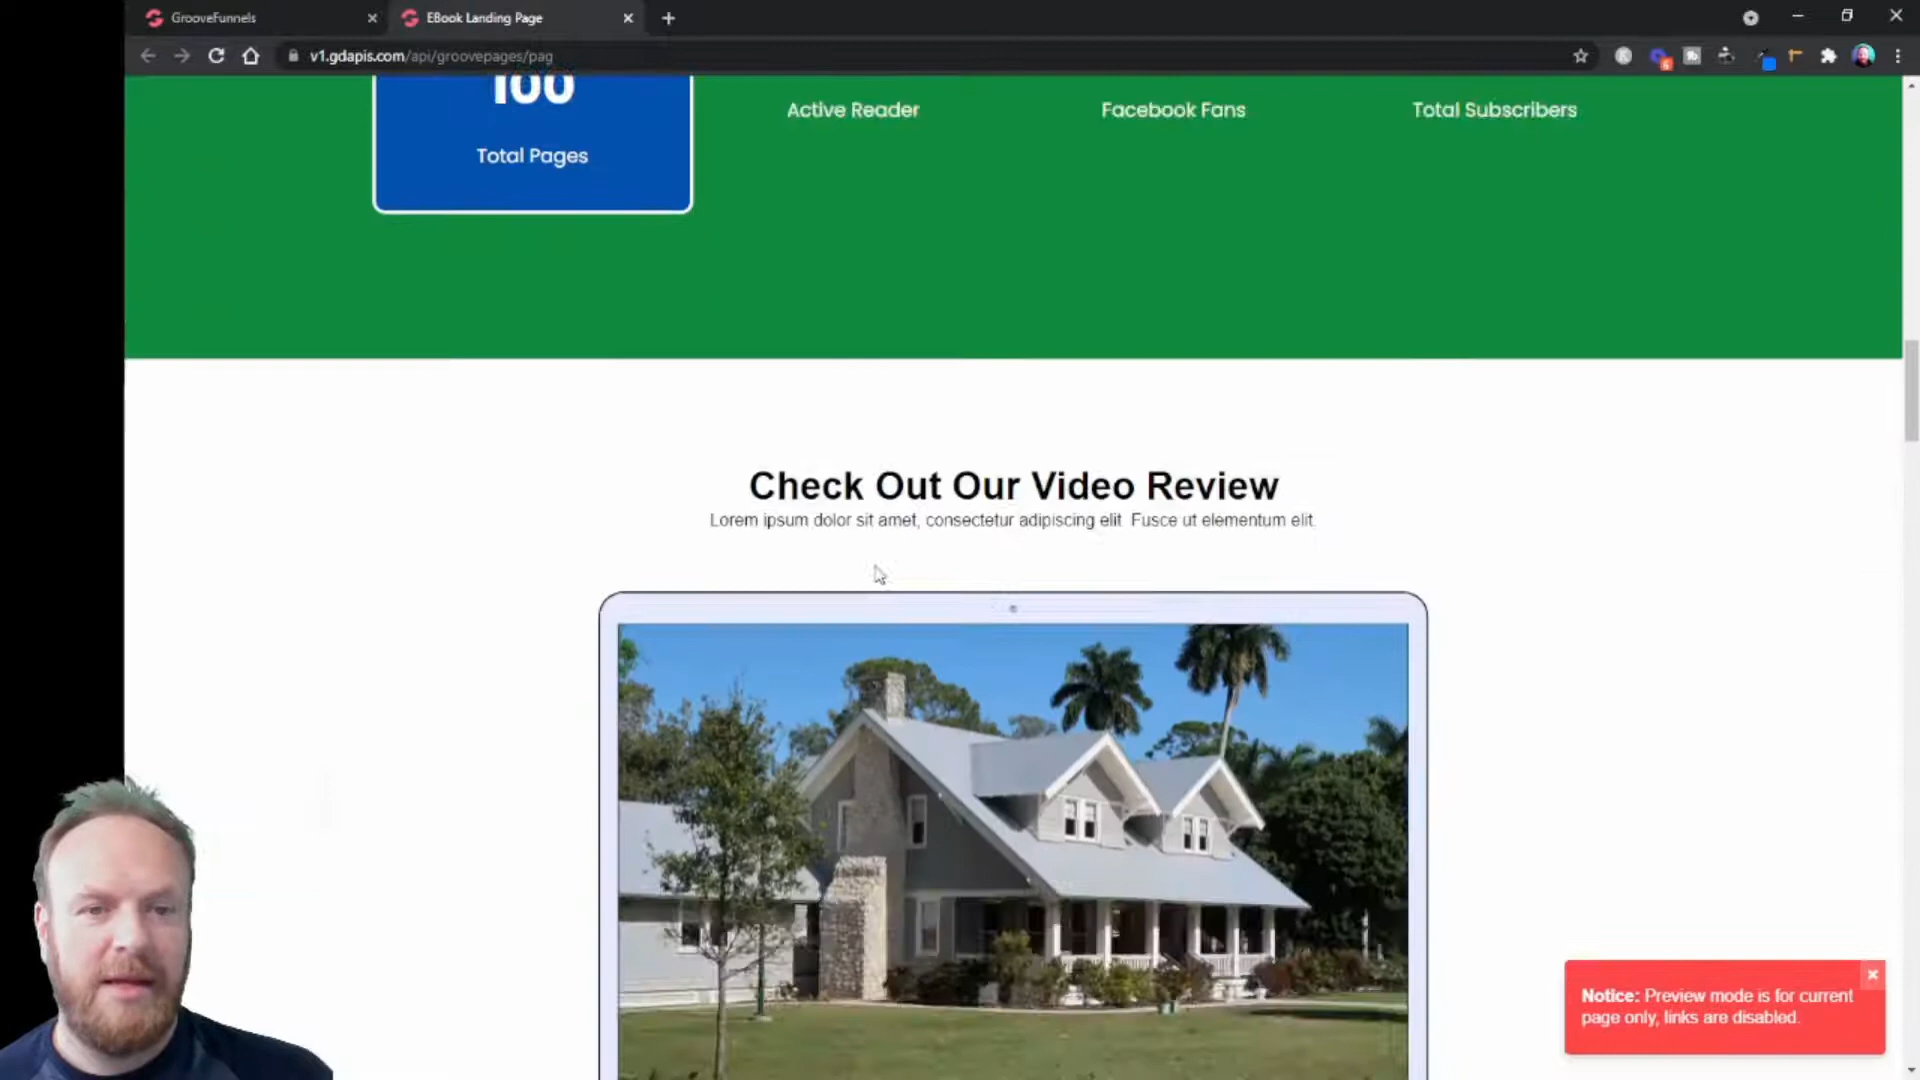 GrooveFunnels
EBook Landing Page
v1.gdapis.com/api/groovepages/pag
100
Total Pages
Active Reader
Facebook Fans
Total Subscribers
Check Out Our Video Review
Lorem ipsum dolor sit amet, consectetur adipiscing elit. Fusce ut elementum elit.
Notice: Preview mode is for current
page only, links are disabled.